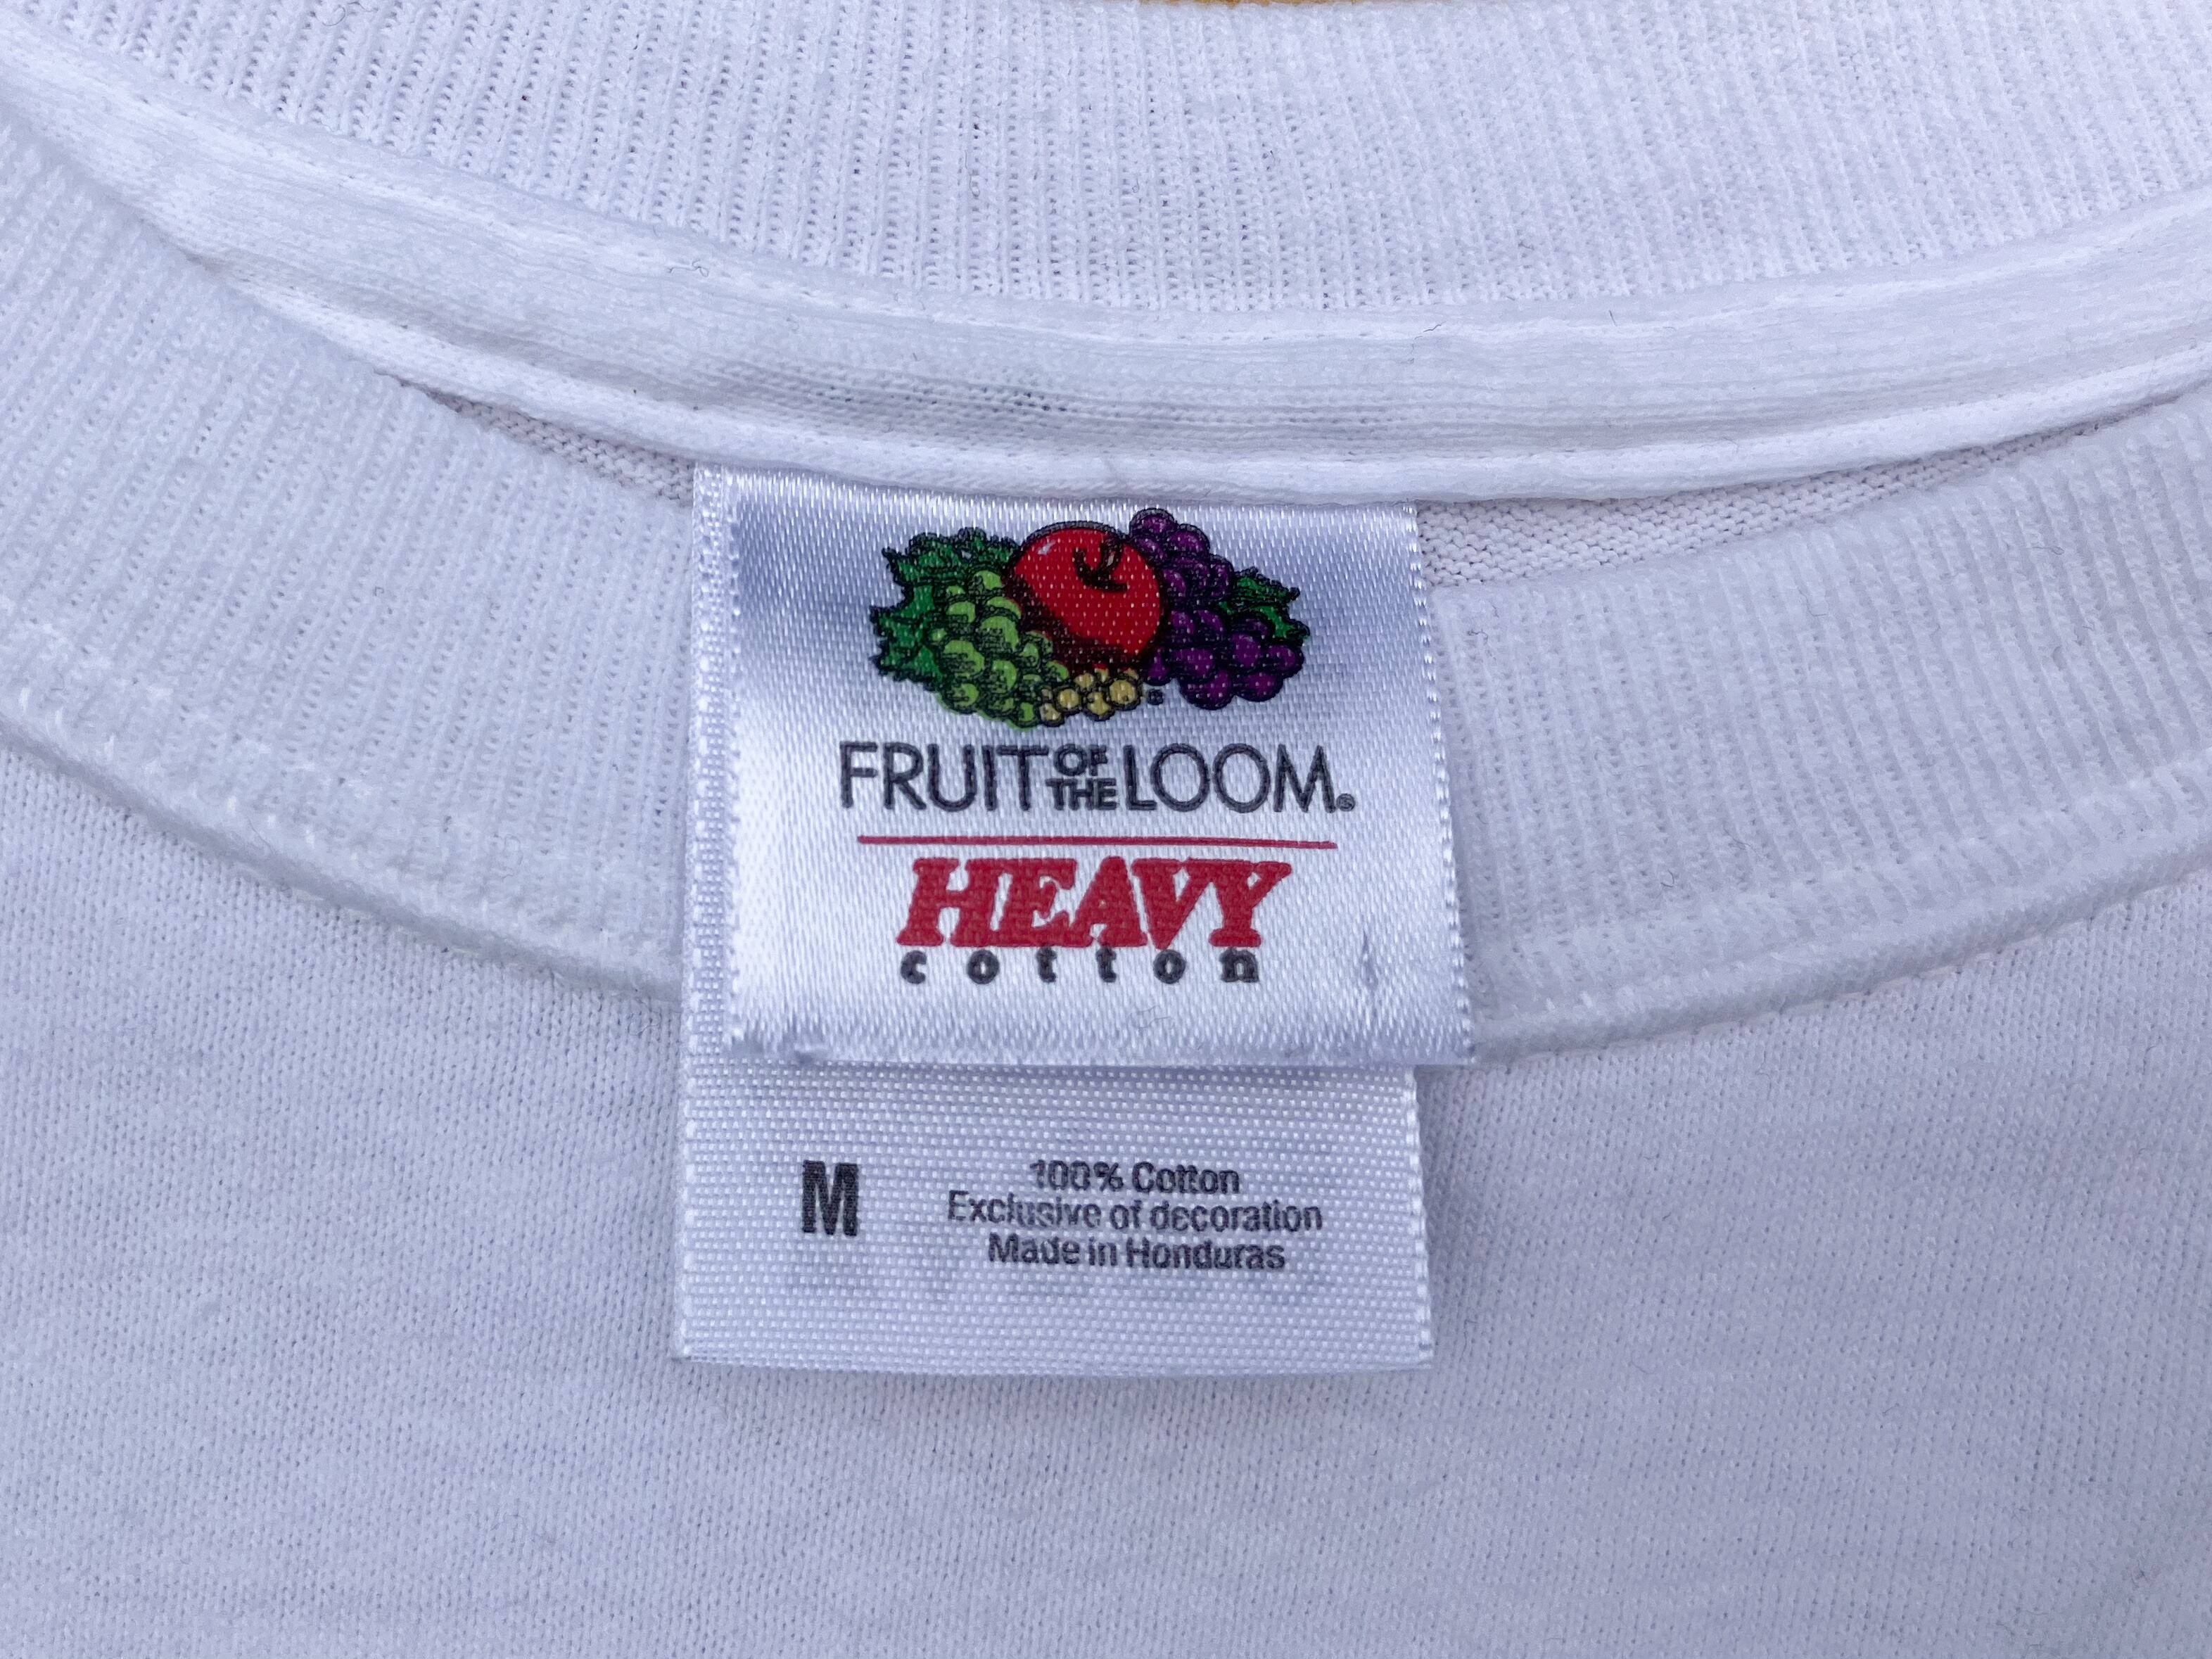 FRUIT OF THE LOOM®
HEAVY
cotton
M
100% Cotton
Exclusive of decoration
Made in Honduras